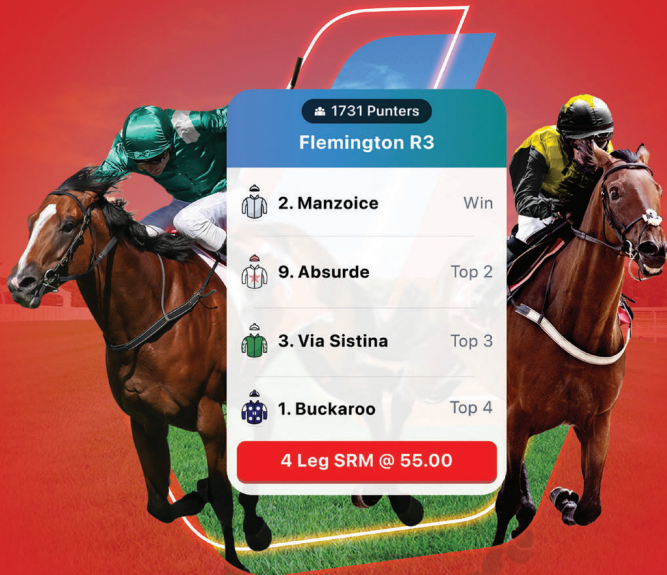 1731 Punters
Flemington R3
2. Manzoice Win
9. Absurde Top 2
3. Via Sistina Top 3
1. Buckaroo Top 4
4 Leg SRM @ 55.00